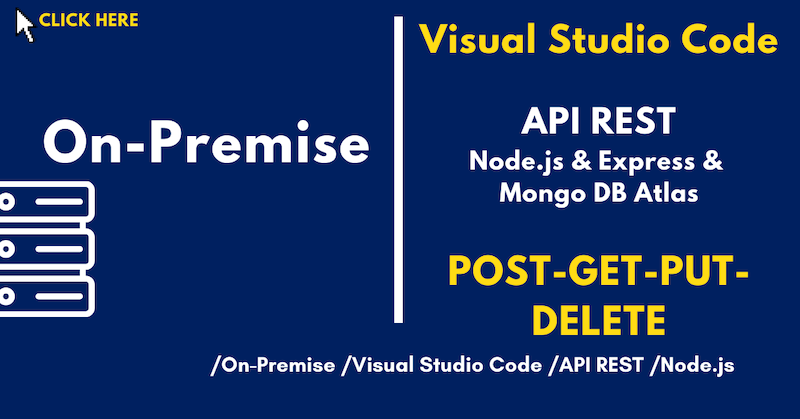 CLICK HERE
On-Premise
Visual Studio Code
API REST
Node.js & Express &
Mongo DB Atlas
POST-GET-PUT-
DELETE
/On-Premise /Visual Studio Code /API REST /Node.js